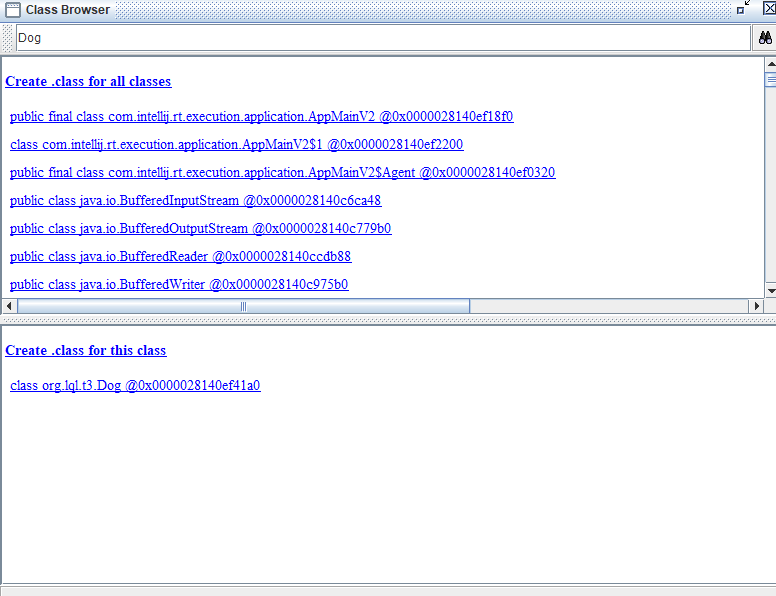 Class Browser
Dog
Create .class for all classes
public final class com.intellij.rt.execution.application.AppMainV2 @0x0000028140ef18f0
class com.intellij.rt.execution.application.AppMainV2$1 @0x0000028140ef2200
public final class com.intellij.rt.execution.application.AppMainV2$Agent @0x0000028140ef0320
public class java.io.BufferedInputStream @0x0000028140c6ca48
public class java.io.BufferedOutputStream @0x0000028140c779b0
public class java.io.BufferedReader @0x0000028140ccdb88
public class java.io.BufferedWriter @0x0000028140c975b0
Create .class for this class
class org.lql.t3.Dog @0x0000028140ef41a0